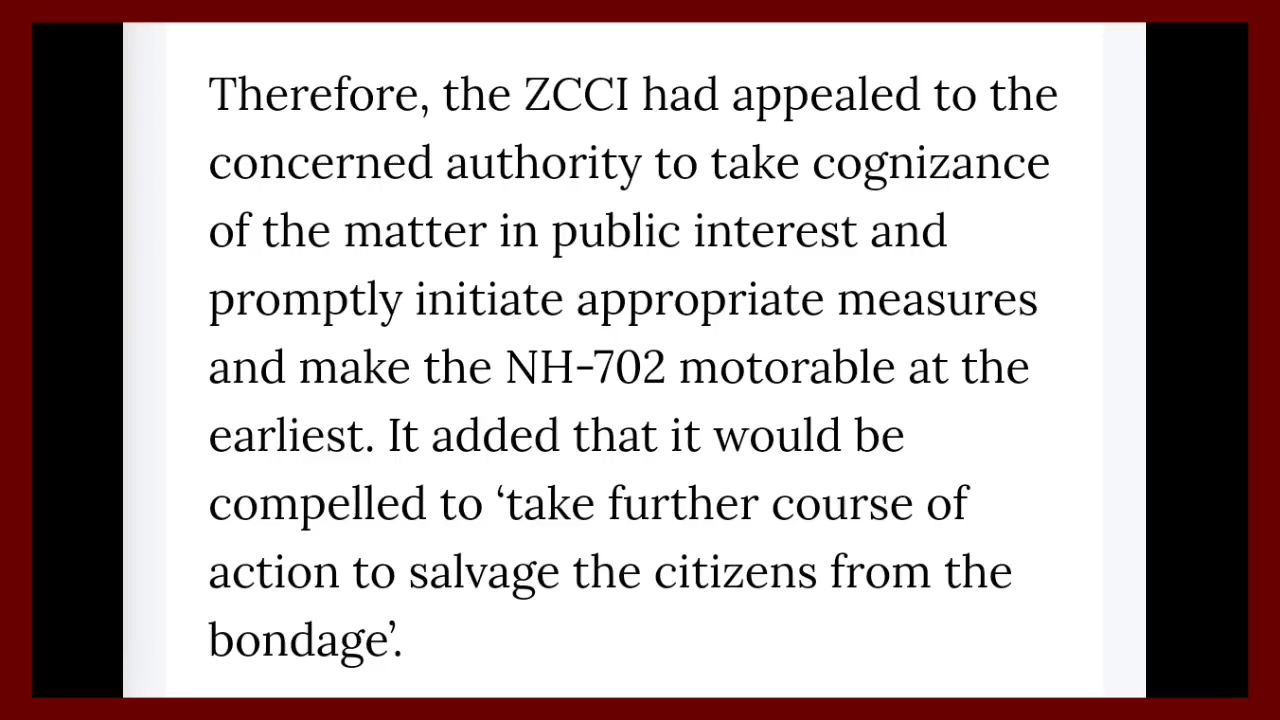 Therefore, the ZCCI had appealed to the
concerned authority to take cognizance
of the matter in public interest and
promptly initiate appropriate measures
and make the NH-702 motorable at the
earliest. It added that it would be
compelled to ‘take further course of
action to salvage the citizens from the
bondage’.